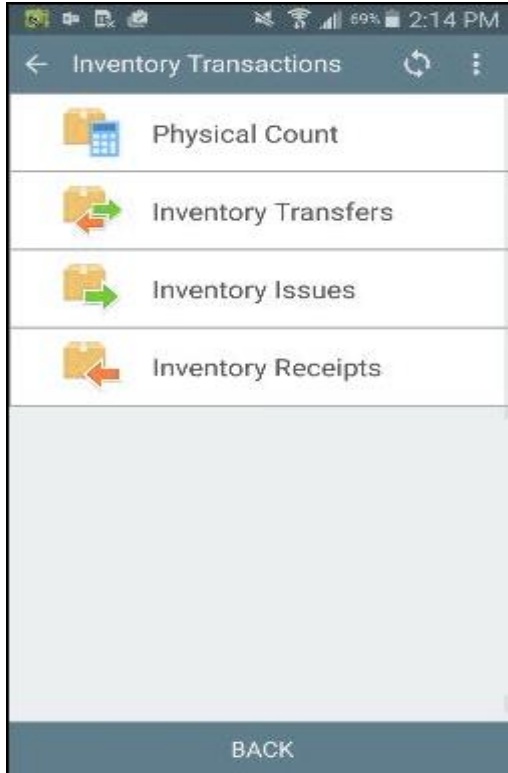 69% 2:14 PM
Inventory Transactions
Physical Count
Inventory Transfers
Inventory Issues
Inventory Receipts
BACK